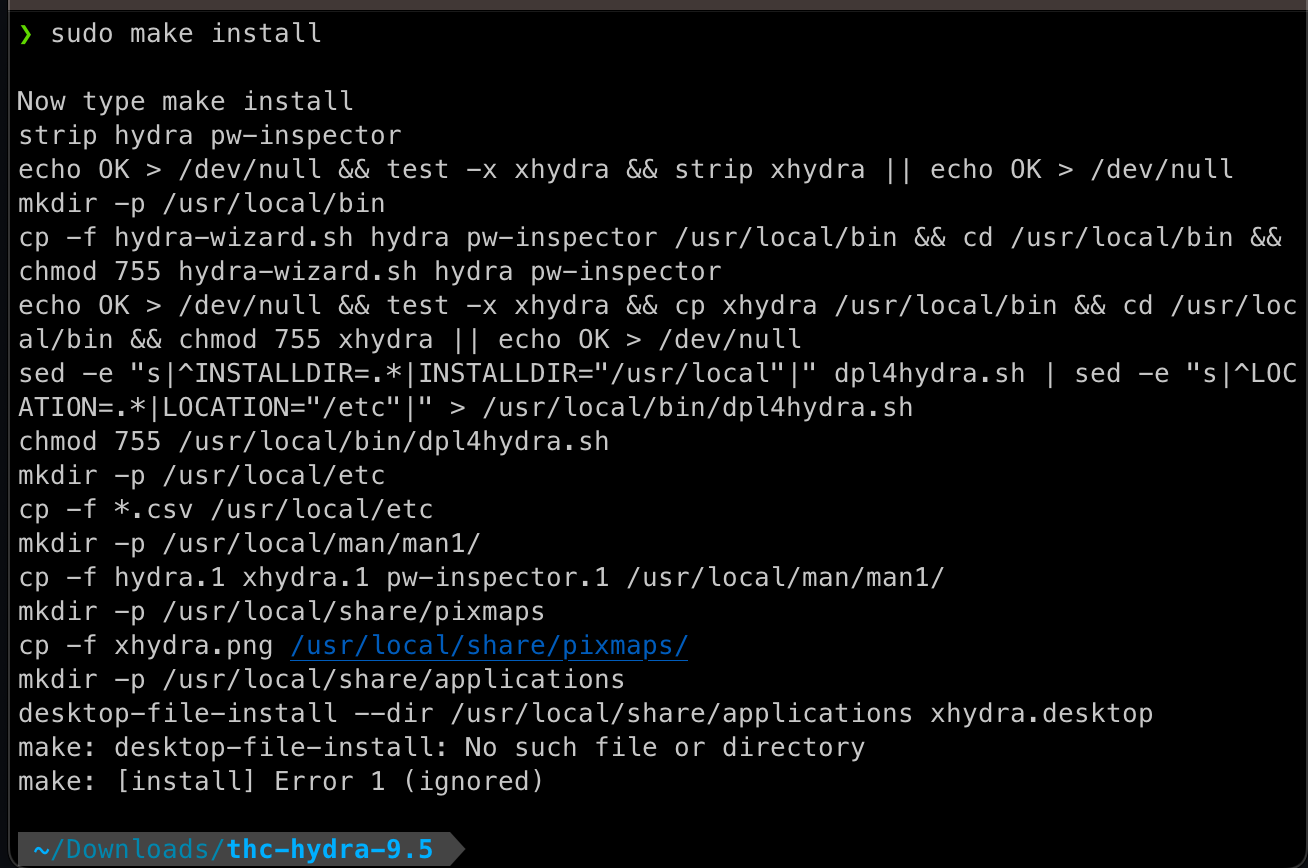 ❯ sudo make install
Now type make install
strip hydra pw-inspector
echo OK > /dev/null && test -x xhydra && strip xhydra || echo OK > /dev/null
mkdir -p /usr/local/bin
cp -f hydra-wizard.sh hydra pw-inspector /usr/local/bin && cd /usr/local/bin &&
chmod 755 hydra-wizard.sh hydra pw-inspector
echo OK > /dev/null && test -x xhydra && cp xhydra /usr/local/bin && cd /usr/loc
al/bin && chmod 755 xhydra || echo OK > /dev/null
sed -e "s|^INSTALLDIR=.*|INSTALLDIR="/usr/local"|" dpl4hydra.sh | sed -e "s|^LOC
ATION=.*|LOCATION="/etc"|" > /usr/local/bin/dpl4hydra.sh
chmod 755 /usr/local/bin/dpl4hydra.sh
mkdir -p /usr/local/etc
cp -f *.csv /usr/local/etc
mkdir -p /usr/local/man/man1/
cp -f hydra.1 xhydra.1 pw-inspector.1 /usr/local/man/man1/
mkdir -p /usr/local/share/pixmaps
cp -f xhydra.png /usr/local/share/pixmaps/
mkdir -p /usr/local/share/applications
desktop-file-install --dir /usr/local/share/applications xhydra.desktop
make: desktop-file-install: No such file or directory
make: [install] Error 1 (ignored)
~/Downloads/thc-hydra-9.5